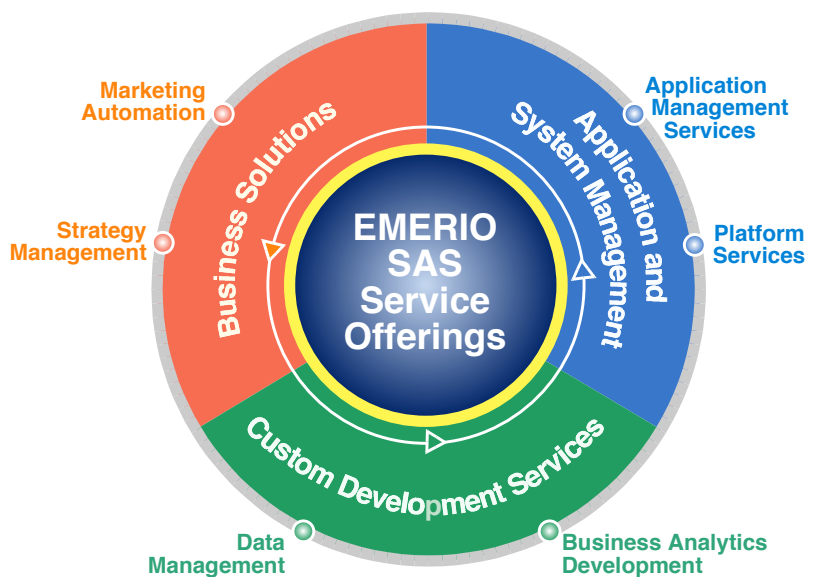 Marketing
Automation
Strategy
Management
Business Solutions
Application
Management
Services
Platform
Services
Application and
System Management
EMERIO
SAS
Service
Offerings
Custom Development Services
Data
Management
Business Analytics
Development